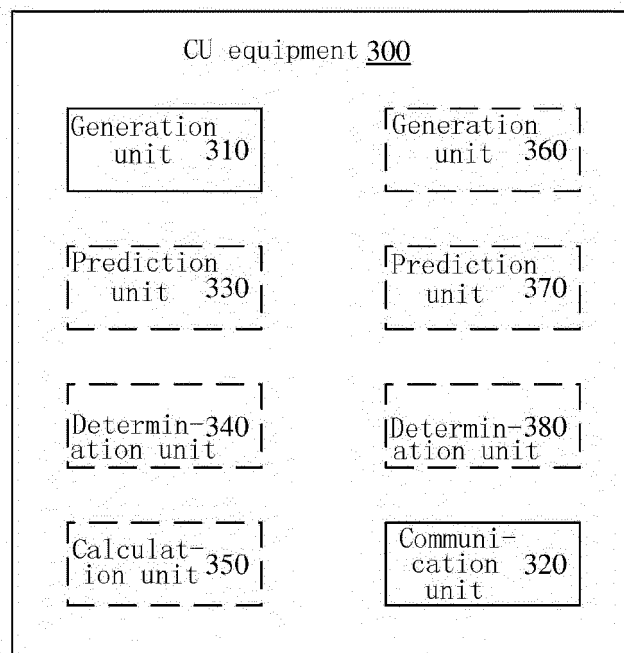 CU equipment 300
Generation
unit 310
Generation
unit 360
Prediction
unit 330
Prediction
unit 370
Determin-340
ation unit
Determin-380
ation unit
Calculat-
ion unit 350
Communi-
cation 320
unit